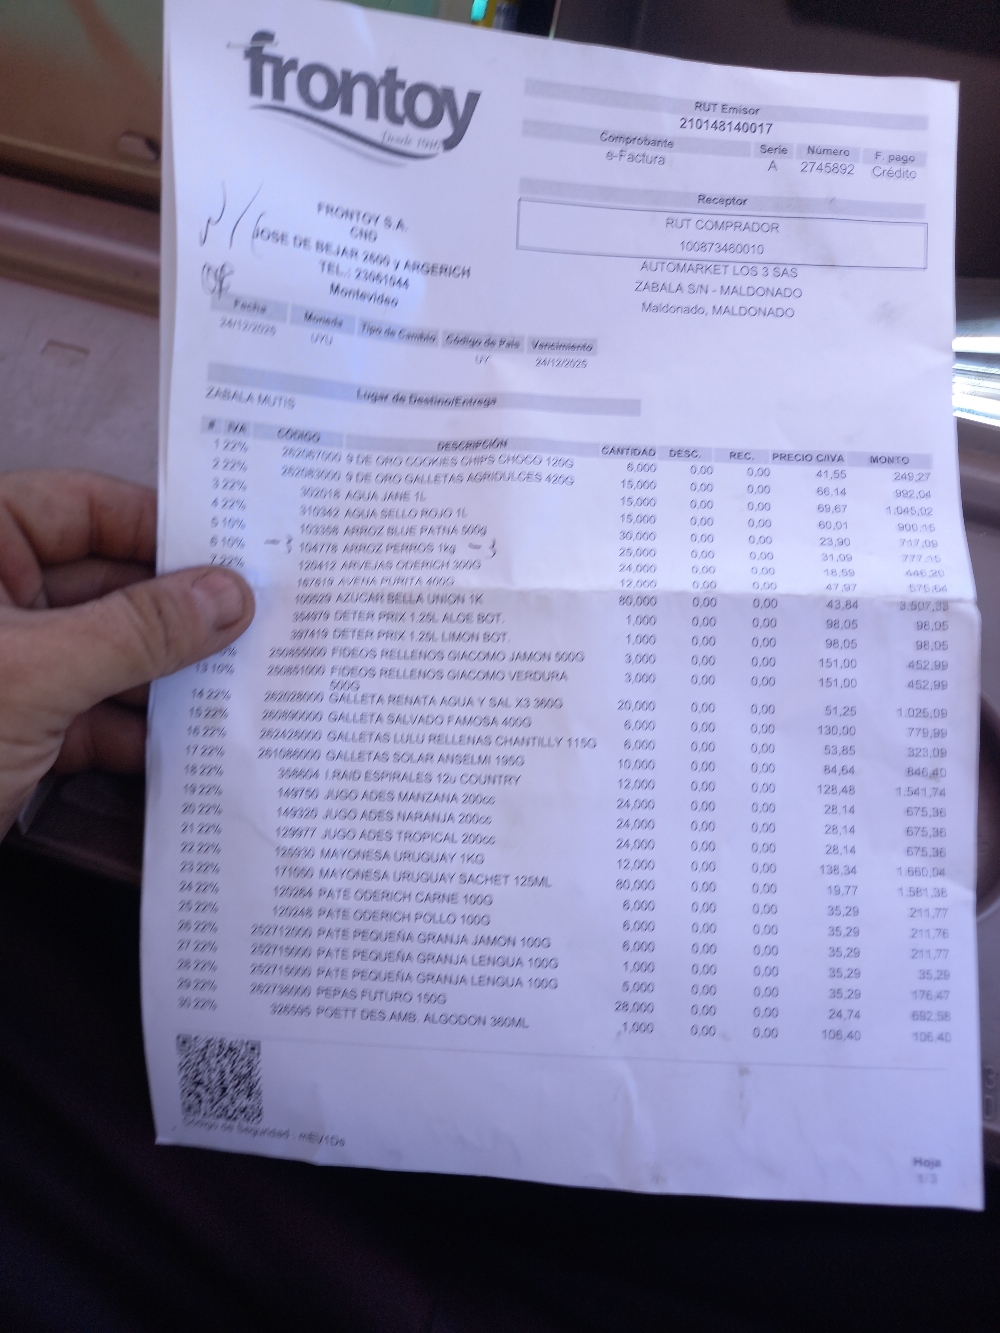 frontoy
Desde 1910
RUT Emisor
210148140017
Comprobante Serie Número F. pago
e-Factura A 2745892 Crédito
Receptor
RUT COMPRADOR
100873460010
AUTOMARKET LOS 3 SAS
ZABALA S/N - MALDONADO
Maldonado, MALDONADO
FRONTOY S.A.
CND
JOSE DE BEJAR 2600 y ARGERICH
TEL.: 23061044
Montevideo
Fecha Moneda Tipo de Cambio Código de País Vencimiento
24/12/2025 UYU UY 24/12/2025
Lugar de Destino/Entrega
ZABALA MUTIS
# IVA CODIGO DESCRIPCIÓN CANTIDAD DESC. REC. PRECIO C/IVA MONTO
1 22% 262067000 9 DE ORO COOKIES CHIPS CHOCO 120G 6,000 0,00 0,00 41,55 249,27
2 22% 262083000 9 DE ORO GALLETAS AGRIDULCES 420G 15,000 0,00 0,00 66,14 992,04
3 22% 302018 AGUA JANE 1L 15,000 0,00 0,00 69,67 1.045,02
4 22% 310342 AGUA SELLO ROJO 1L 15,000 0,00 0,00 60,01 900,15
5 10% 103358 ARROZ BLUE PATNA 500g 30,000 0,00 0,00 23,90 717,09
6 10% -3 104778 ARROZ PERROS 1kg -3 25,000 0,00 0,00 31,09 777,15
7 22% 120412 ARVEJAS ODERICH 300G 24,000 0,00 0,00 18,59 446,20
167619 AVENA PURITA 400G 12,000 0,00 0,00 47,97 575,64
100529 AZUCAR BELLA UNION 1K 80,000 0,00 0,00 43,84 3.507,39
354979 DETER PRIX 1.25L ALOE BOT. 1,000 0,00 0,00 98,05 98,05
397419 DETER PRIX 1.25L LIMON BOT. 1,000 0,00 0,00 98,05 98,05
250855000 FIDEOS RELLENOS GIACOMO JAMON 500G 3,000 0,00 0,00 151,00 452,99
13 10% 250851000 FIDEOS RELLENOS GIACOMO VERDURA 3,000 0,00 0,00 151,00 452,99
500G
14 22% 262028000 GALLETA RENATA AGUA Y SAL X3 360G 20,000 0,00 0,00 51,25 1.025,09
15 22% 260890000 GALLETA SALVADO FAMOSA 400G 6,000 0,00 0,00 130,00 779,99
16 22% 262428000 GALLETAS LULU RELLENAS CHANTILLY 115G 6,000 0,00 0,00 53,85 323,09
17 22% 261086000 GALLETAS SOLAR ANSELMI 195G 10,000 0,00 0,00 84,64 846,40
18 22% 358604 I.RAID ESPIRALES 12u COUNTRY 12,000 0,00 0,00 128,48 1.541,74
19 22% 149750 JUGO ADES MANZANA 200cc 24,000 0,00 0,00 28,14 675,36
20 22% 149320 JUGO ADES NARANJA 200cc 24,000 0,00 0,00 28,14 675,36
21 22% 129977 JUGO ADES TROPICAL 200cc 24,000 0,00 0,00 28,14 675,36
22 22% 126930 MAYONESA URUGUAY 1KG 12,000 0,00 0,00 138,34 1.660,04
23 22% 171050 MAYONESA URUGUAY SACHET 125ML 80,000 0,00 0,00 19,77 1.581,36
24 22% 120264 PATE ODERICH CARNE 100G 6,000 0,00 0,00 35,29 211,77
25 22% 120248 PATE ODERICH POLLO 100G 6,000 0,00 0,00 35,29 211,76
26 22% 252712000 PATE PEQUEÑA GRANJA JAMON 100G 6,000 0,00 0,00 35,29 211,77
27 22% 252715000 PATE PEQUEÑA GRANJA LENGUA 100G 1,000 0,00 0,00 35,29 35,29
28 22% 252715000 PATE PEQUEÑA GRANJA LENGUA 100G 5,000 0,00 0,00 35,29 176,47
29 22% 262736000 PEPAS FUTURO 150G 28,000 0,00 0,00 24,74 692,58
30 22% 326595 POETT DES.AMB. ALGODON 360ML 1,000 0,00 0,00 106,40 106,40
Código de Seguridad :
Hoja
1/3